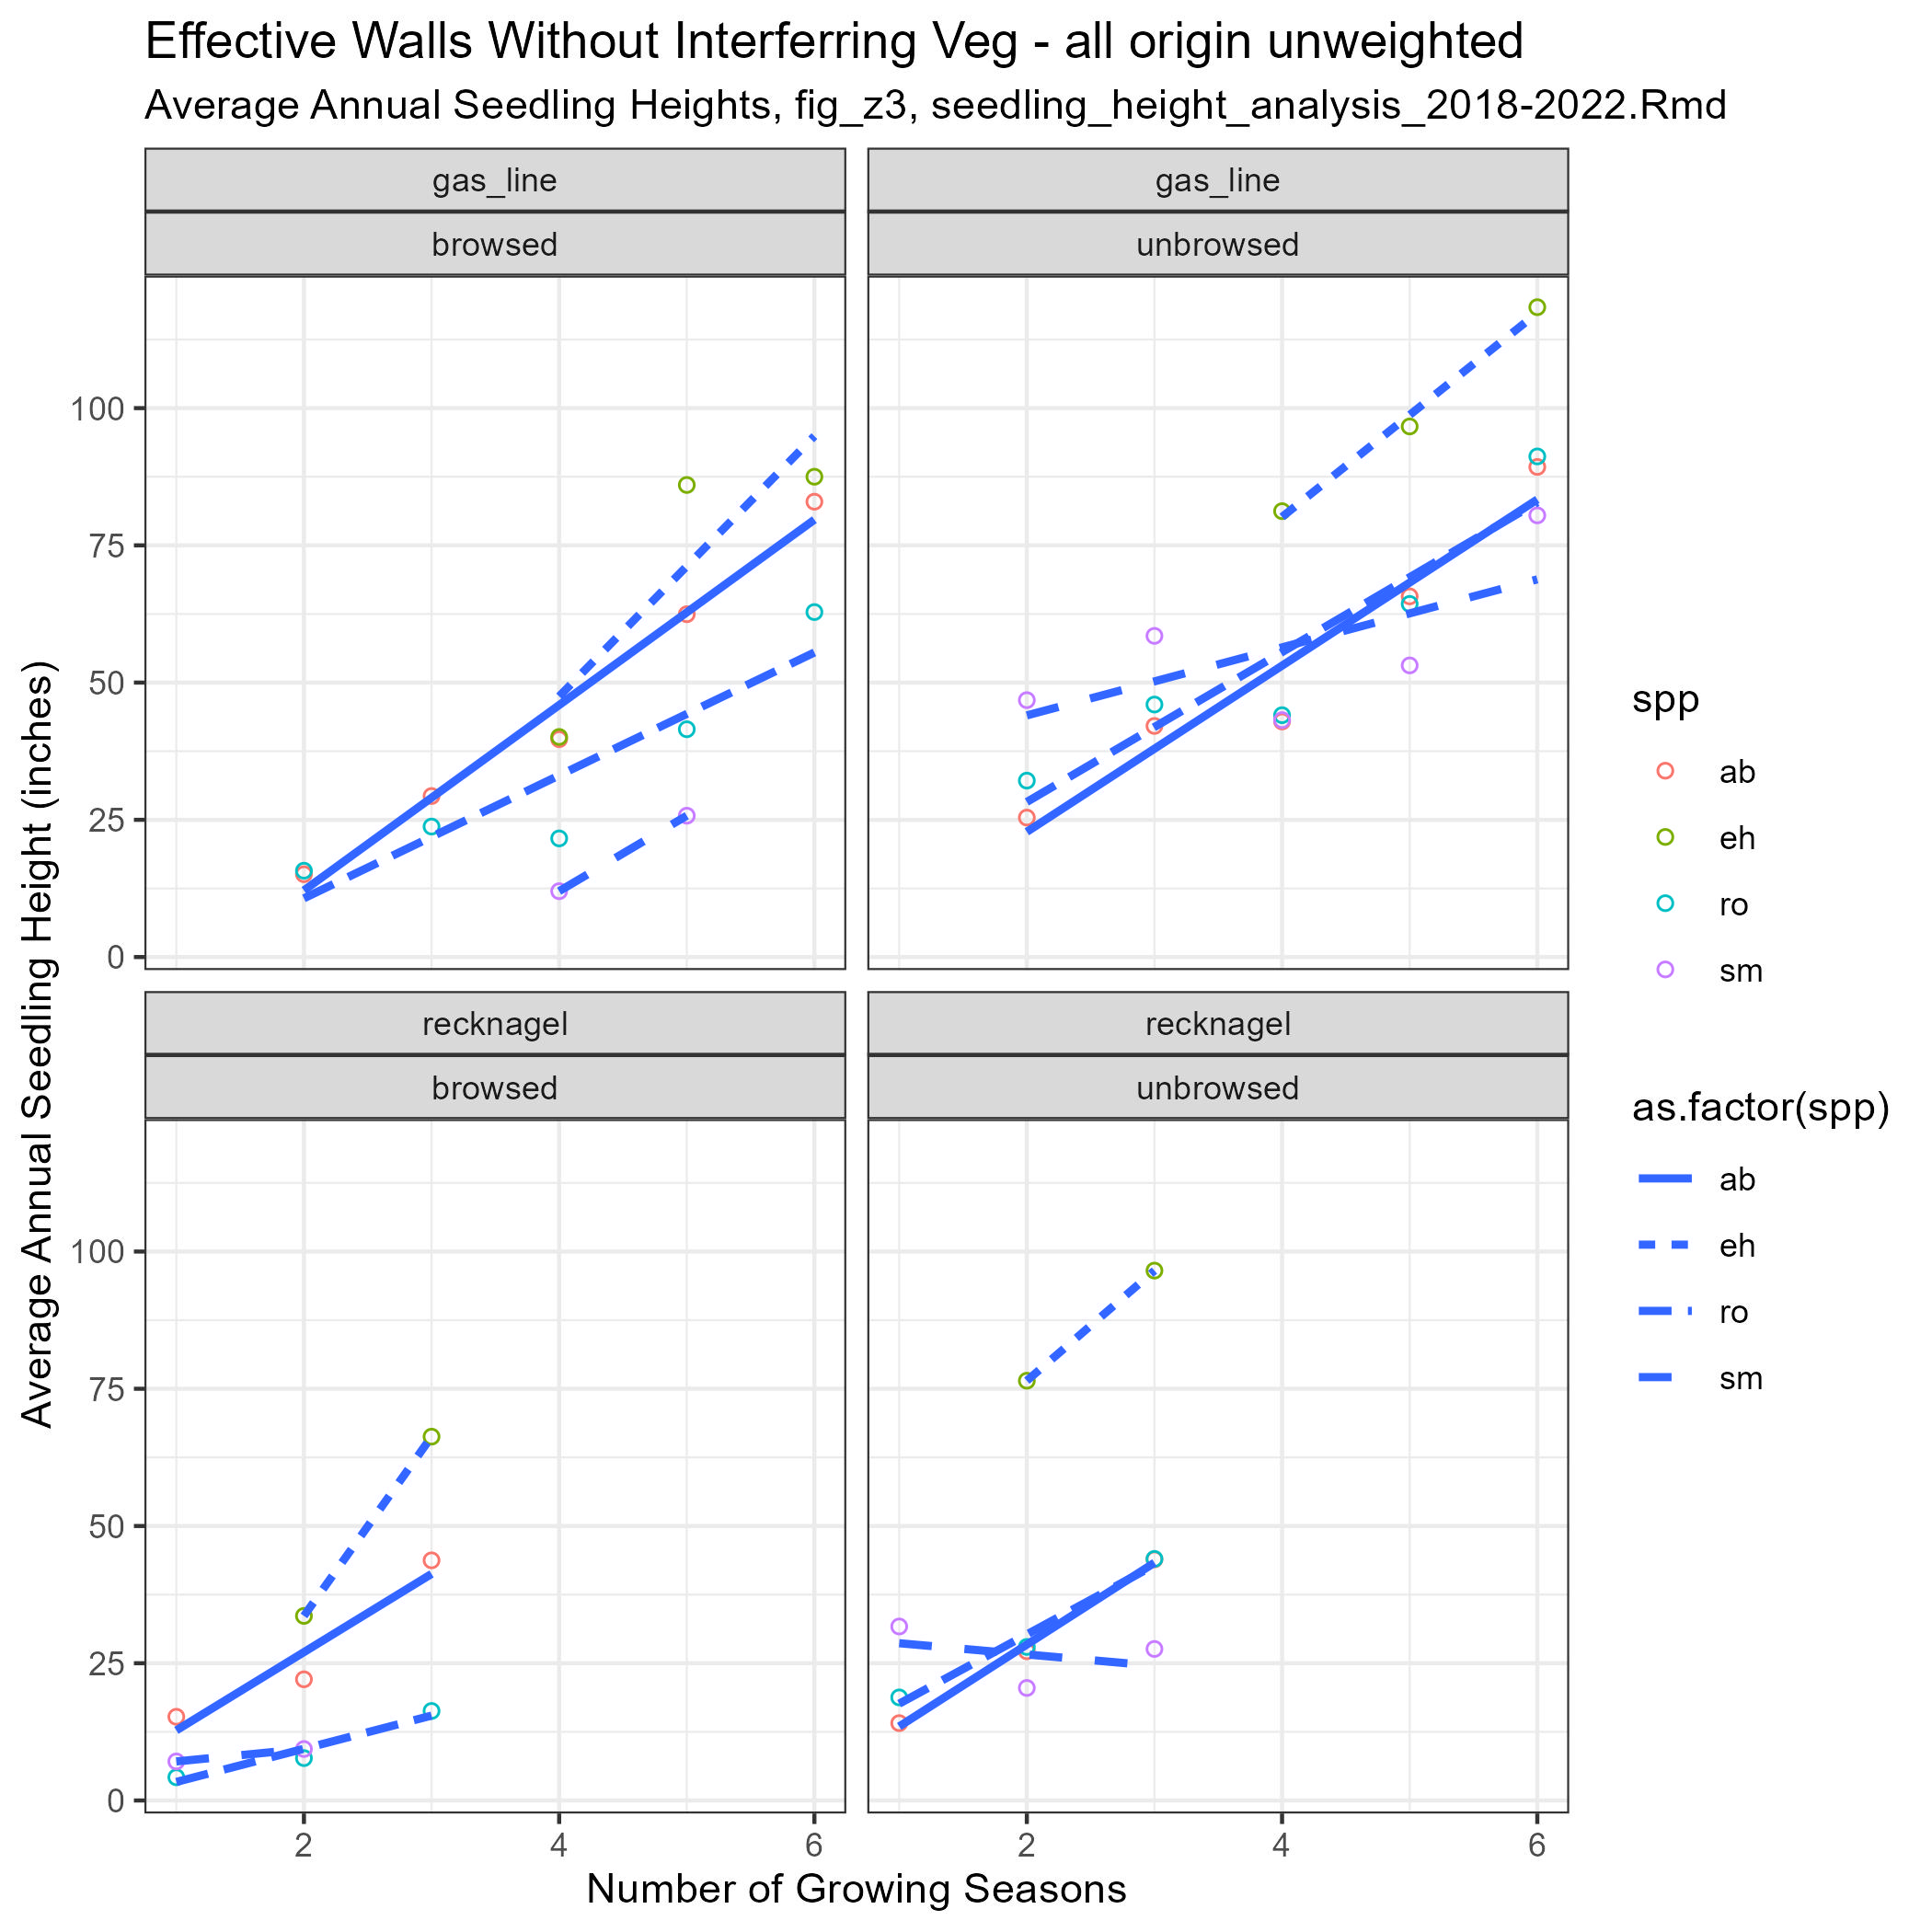 Effective Walls Without Interferring Veg - all origin unweighted
Average Annual Seedling Heights, fig_z3, seedling_height_analysis_2018-2022.Rmd
gas_line
browsed
gas_line
unbrowsed
100
75
50
25
0
recknagel
browsed
recknagel
unbrowsed
100
75
50
25
0
2
4
6
2
4
6
Number of Growing Seasons
Average Annual Seedling Height (inches)
spp
ab
eh
ro
sm
as.factor(spp)
ab
eh
ro
sm